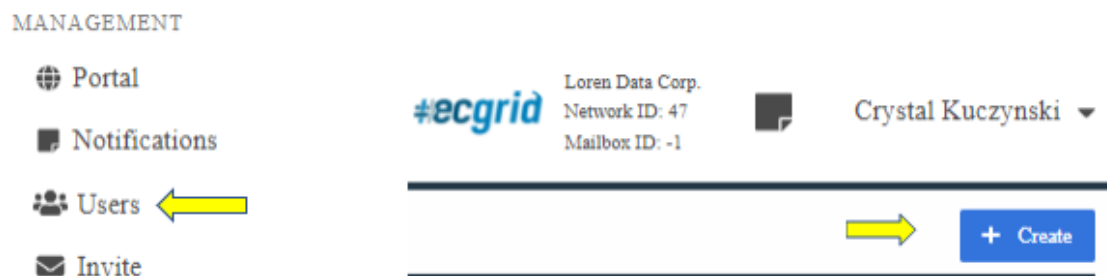 MANAGEMENT
Portal
Notifications
Users
Invite
#ecgrid
Loren Data Corp.
Network ID: 47
Mailbox ID: -1
Crystal Kuczynski
+ Create